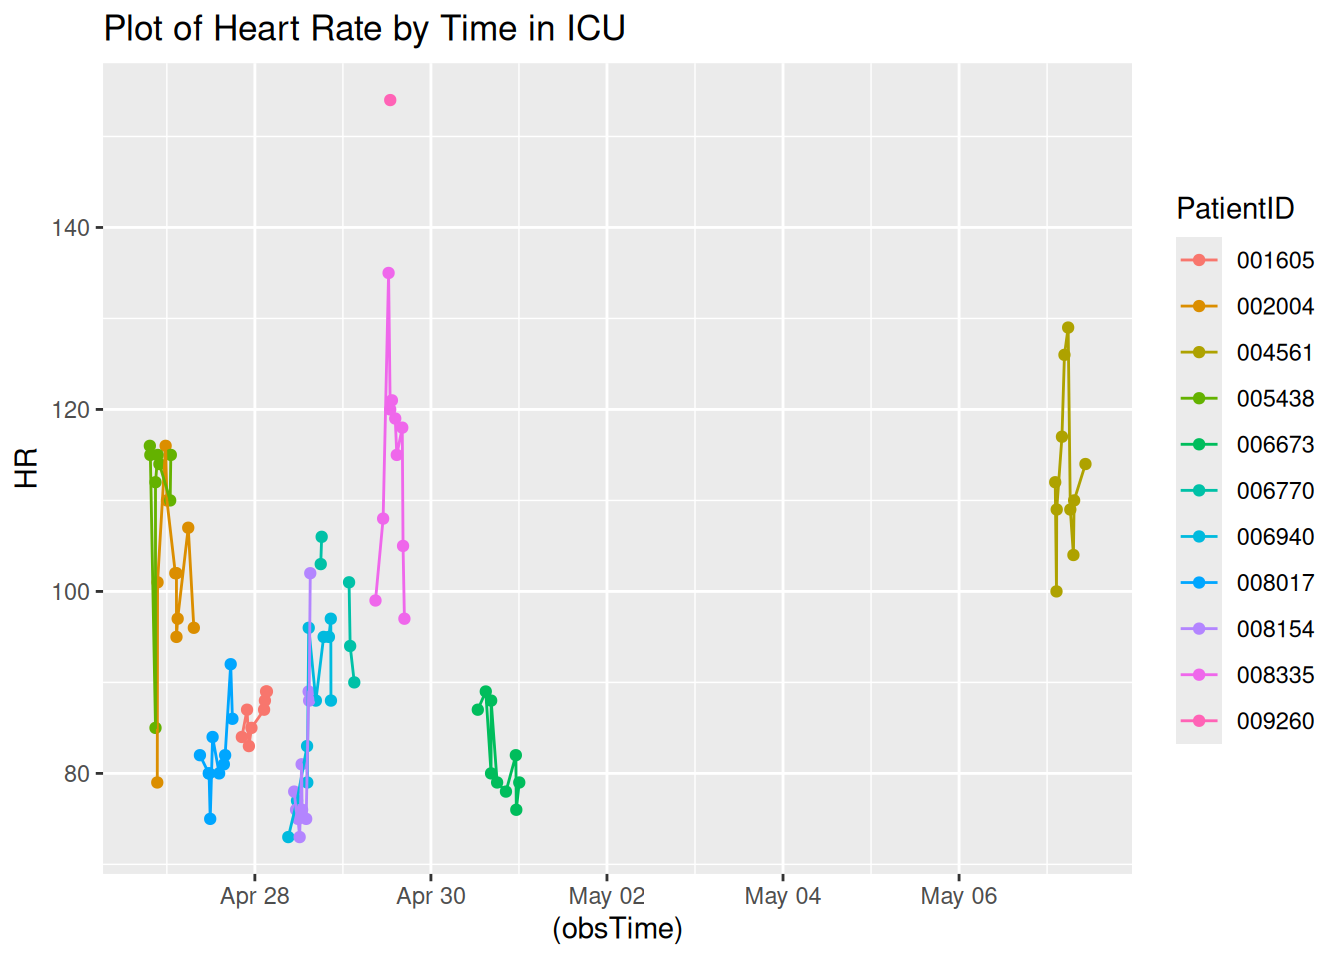 Plot of Heart Rate by Time in ICU
HR
140
120
100
80
Apr 28
Apr 30
May 02
May 04
May 06
(obsTime)
PatientID
001605
002004
004561
005438
006673
006770
006940
008017
008154
008335
009260